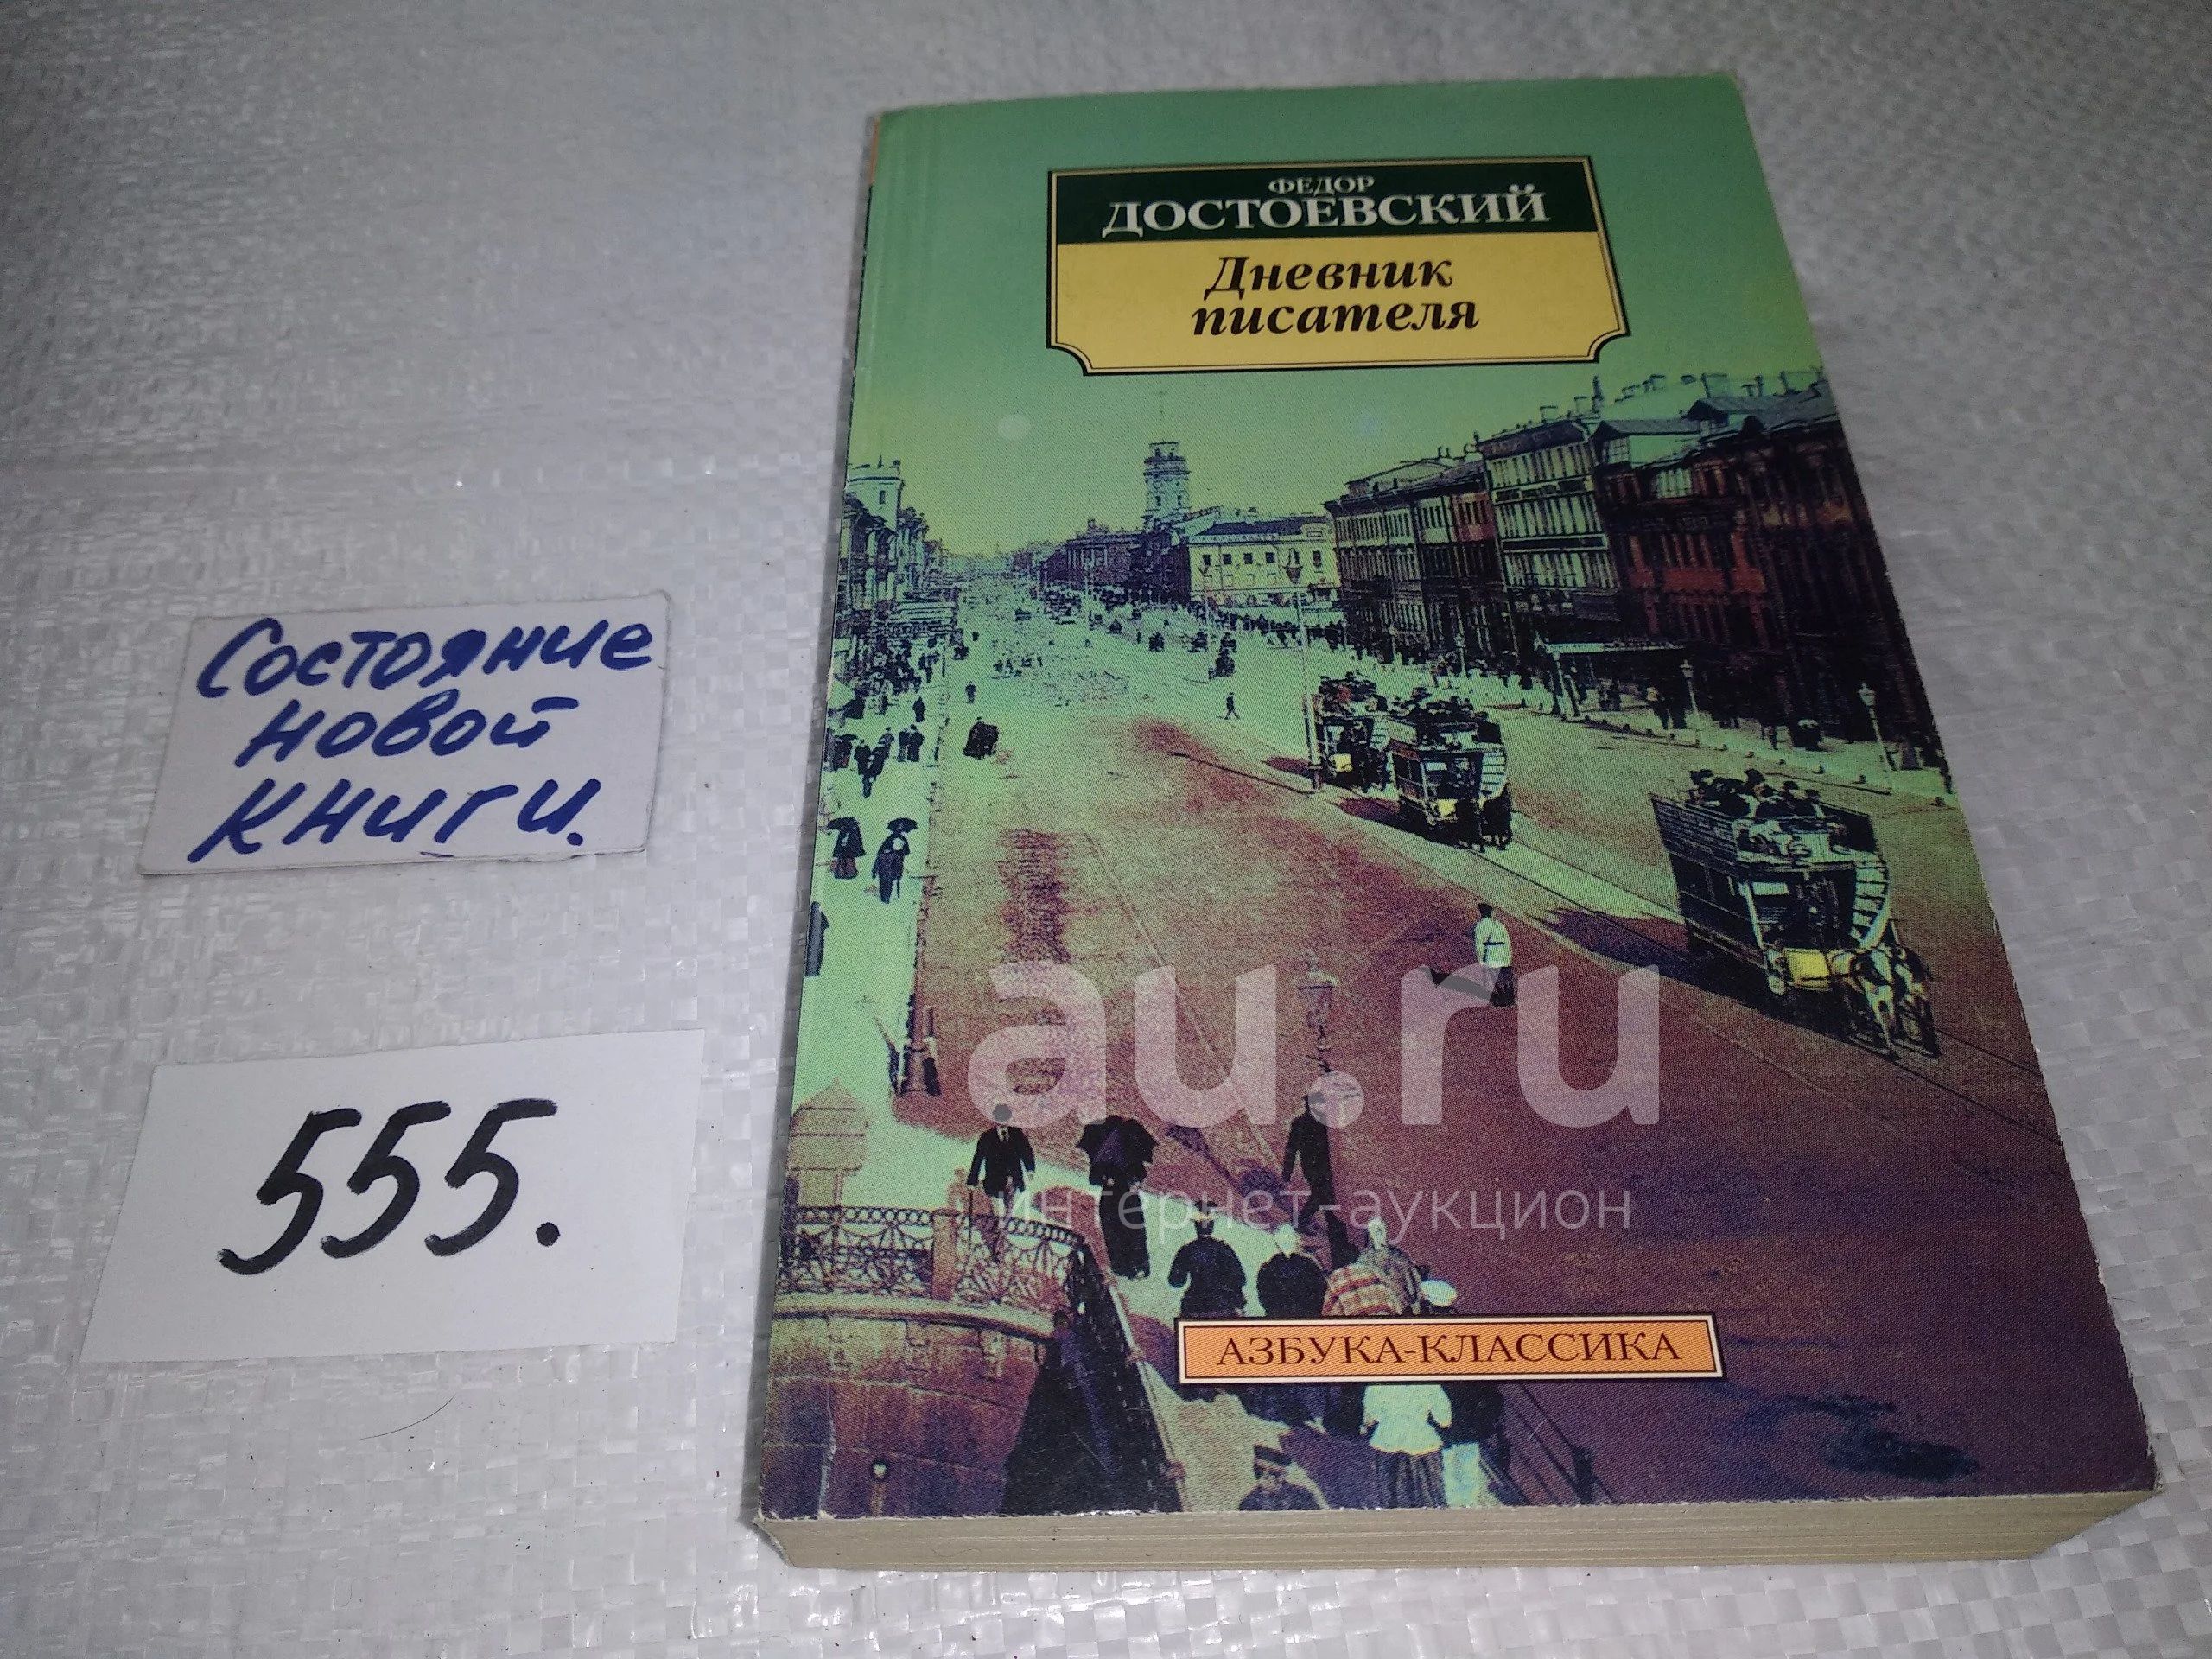 ФЕДОР
ДОСТОЕВСКИЙ
Дневник
писателя
Состояние
новой
книги.
555.
au.ru
интернет-аукцион
АЗБУКА-КЛАССИКА